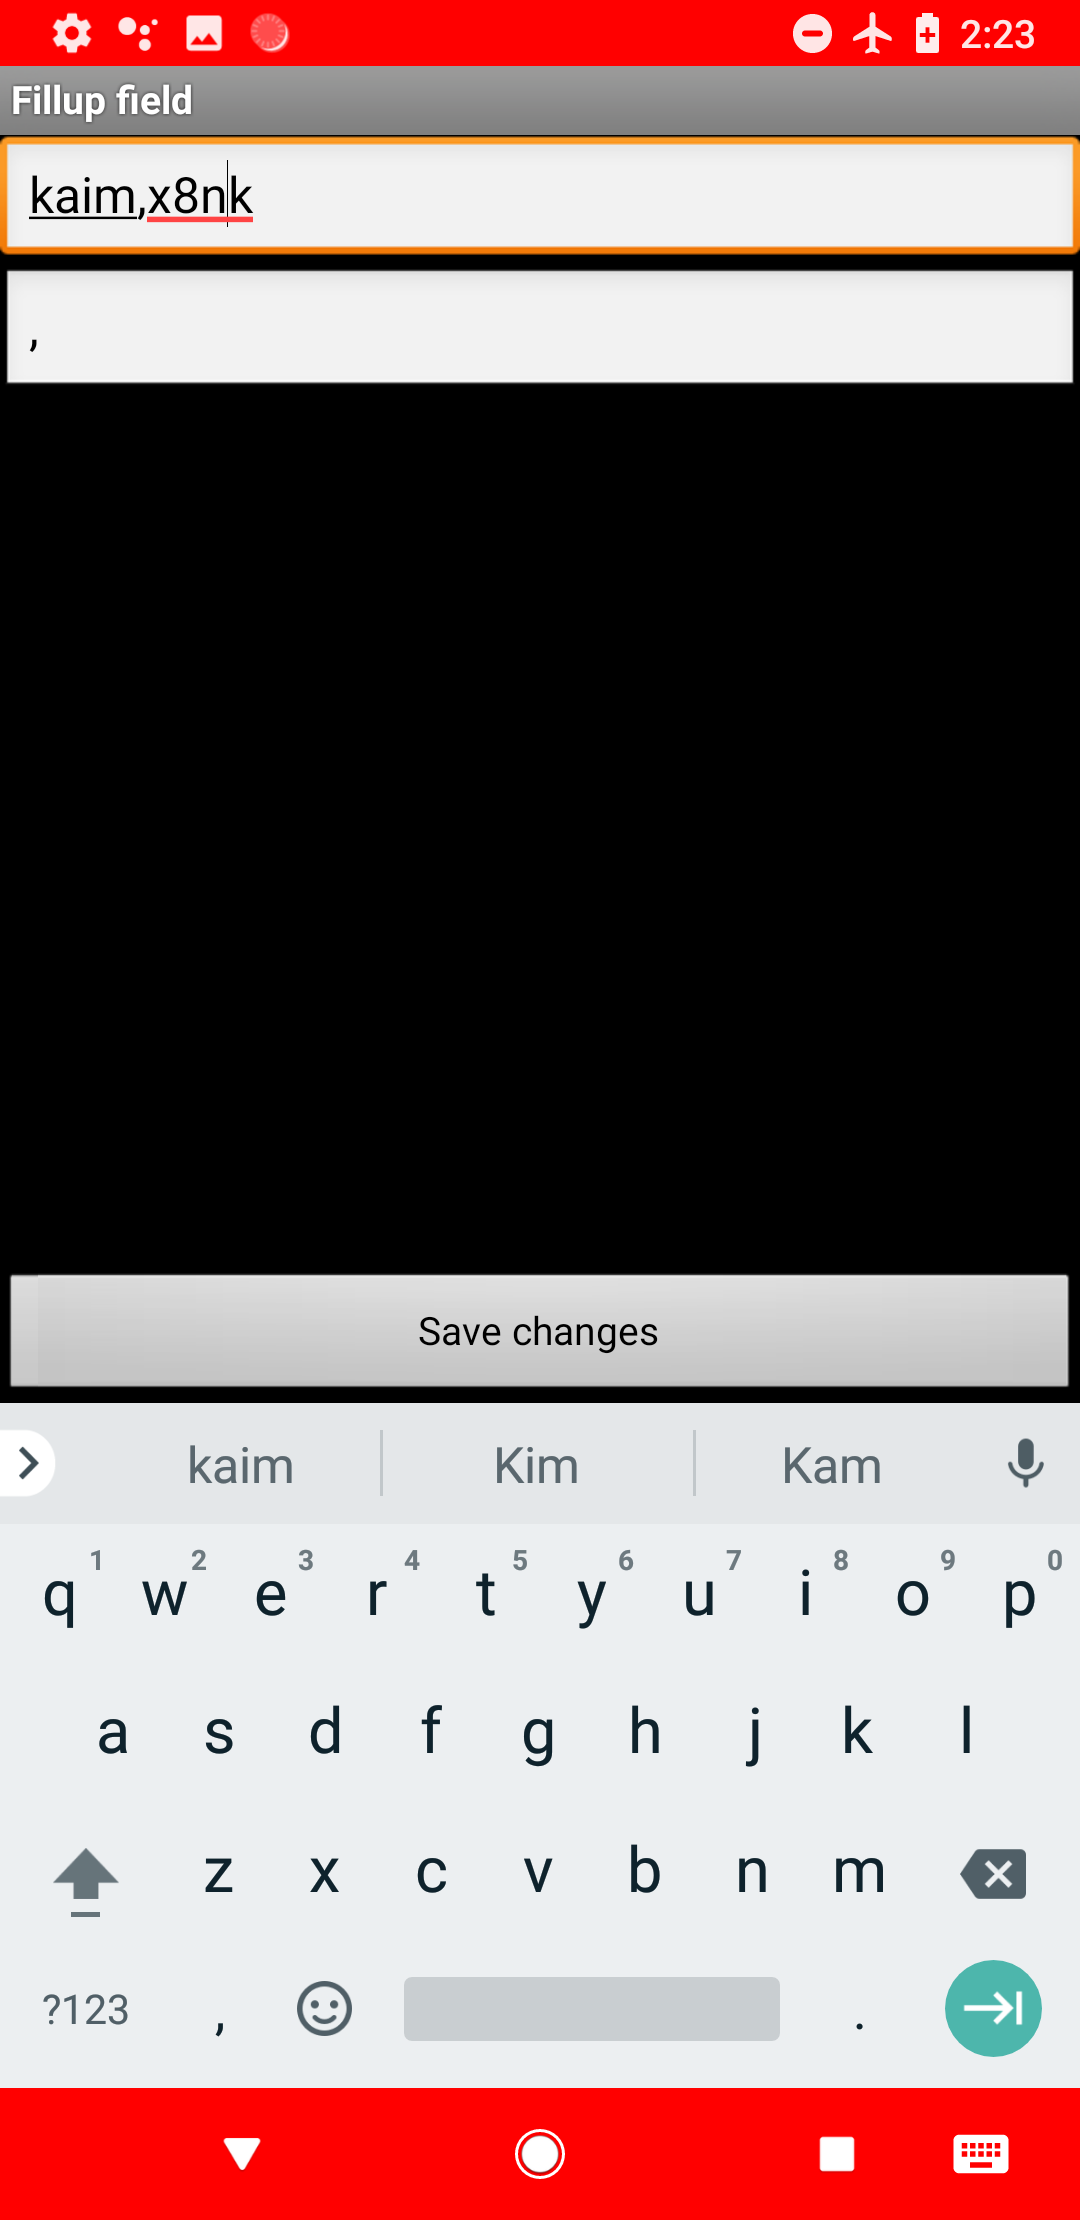 2:23
Fillup field
kaim,x8nk
,
Save changes
kaim Kim Kam
1 2 3 4 5 6 7 8 9 0
q w e r t y u i o p
a s d f g h j k l
z x c v b n m
?123 , .